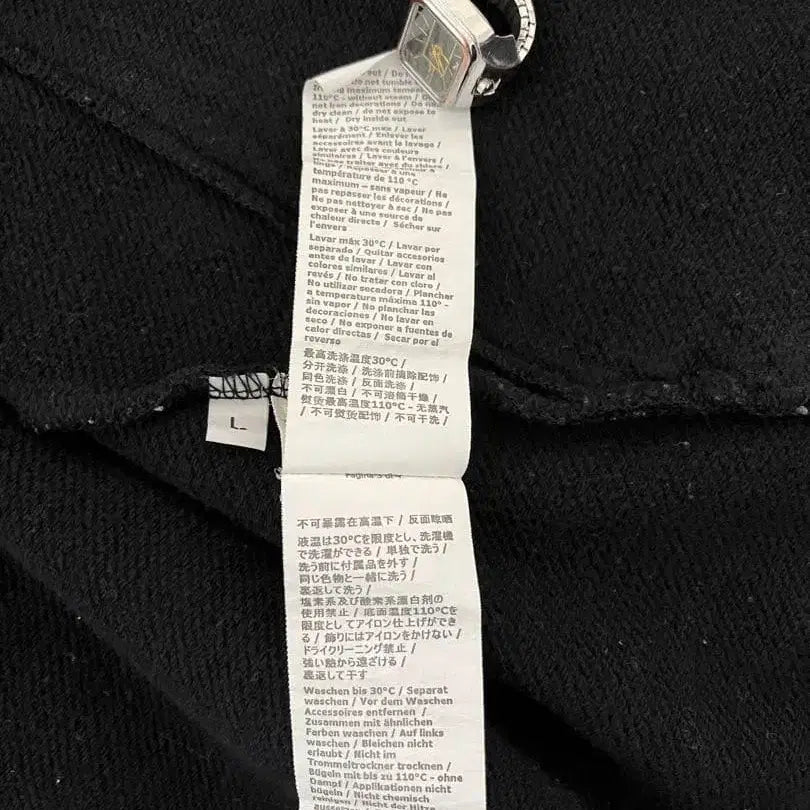 out / Do
not tumble
maximum
110°C - without steam / Do
not iron decorations / Do not
dry clean / do not expose to
heat / Dry inside out
Lavar à 30°C max / Laver
séparément / Enlever les
accessoires avant le lavage /
Laver avec des couleurs
similaires / Laver à l'envers /
température de 110 °C
maximum – sans vapeur / Ne
pas repasser les décorations /
Ne pas nettoyer à sec / Ne pas
exposer à une source de
chaleur directe / Sécher sur
l'envers
Lavar máx 30°C / Lavar por
separado / Quitar accesorios
antes de lavar / Lavar con
colores similares / Lavar al
revés / No tratar con cloro /
No utilizar secadora / Planchar
a temperatura máxima 110° -
sin vapor / No planchar las
decoraciones / No lavar en
seco / No exponer a fuentes de
calor directas / Secar por el
reverso
最高洗涤温度30°C /
分开洗涤 / 洗涤前摘除配饰 /
同色洗涤 / 反面洗涤 /
不可漂白 / 不可溶筒干燥 /
熨烫最高温度110°C - 无蒸汽
/ 不可熨烫配饰 / 不可干洗 /
L
不可暴露在高温下 / 反面晾晒
液温は30°Cを限度とし、洗濯機
で洗濯ができる / 単独で洗う /
洗う前に付属品を外す /
同じ色物と一緒に洗う /
裏返して洗う /
塩素系及び酸素系漂白剤の
使用禁止 / 底面温度110°Cを
限度とし てアイロン仕上げができ
る / 飾りにはアイロンをかけない /
ドライクリーニング禁止 /
強い熱から遠ざける /
裏返して干す
Waschen bis 30°C / Separat
waschen / Vor dem Waschen
Accessoires entfernen /
Zusammen mit ähnlichen
Farben waschen / Auf links
waschen / Bleichen nicht
erlaubt / Nicht im
Trommeltrockner trocknen /
Bügeln mit bis zu 110°C - ohne
Dampf / Applikationen nicht
bügeln / Nicht chemisch
reinigen / Nicht der Hitze